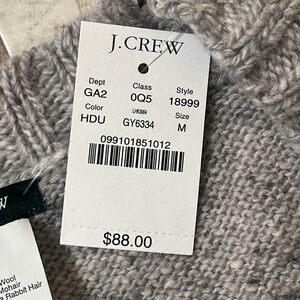 J.CREW
Dept Class Style
GA2 0Q5 18999
Color Size
HDU GY6334 M
099101851012
$88.00
W
Wool
Mohair
Rabbit Hair